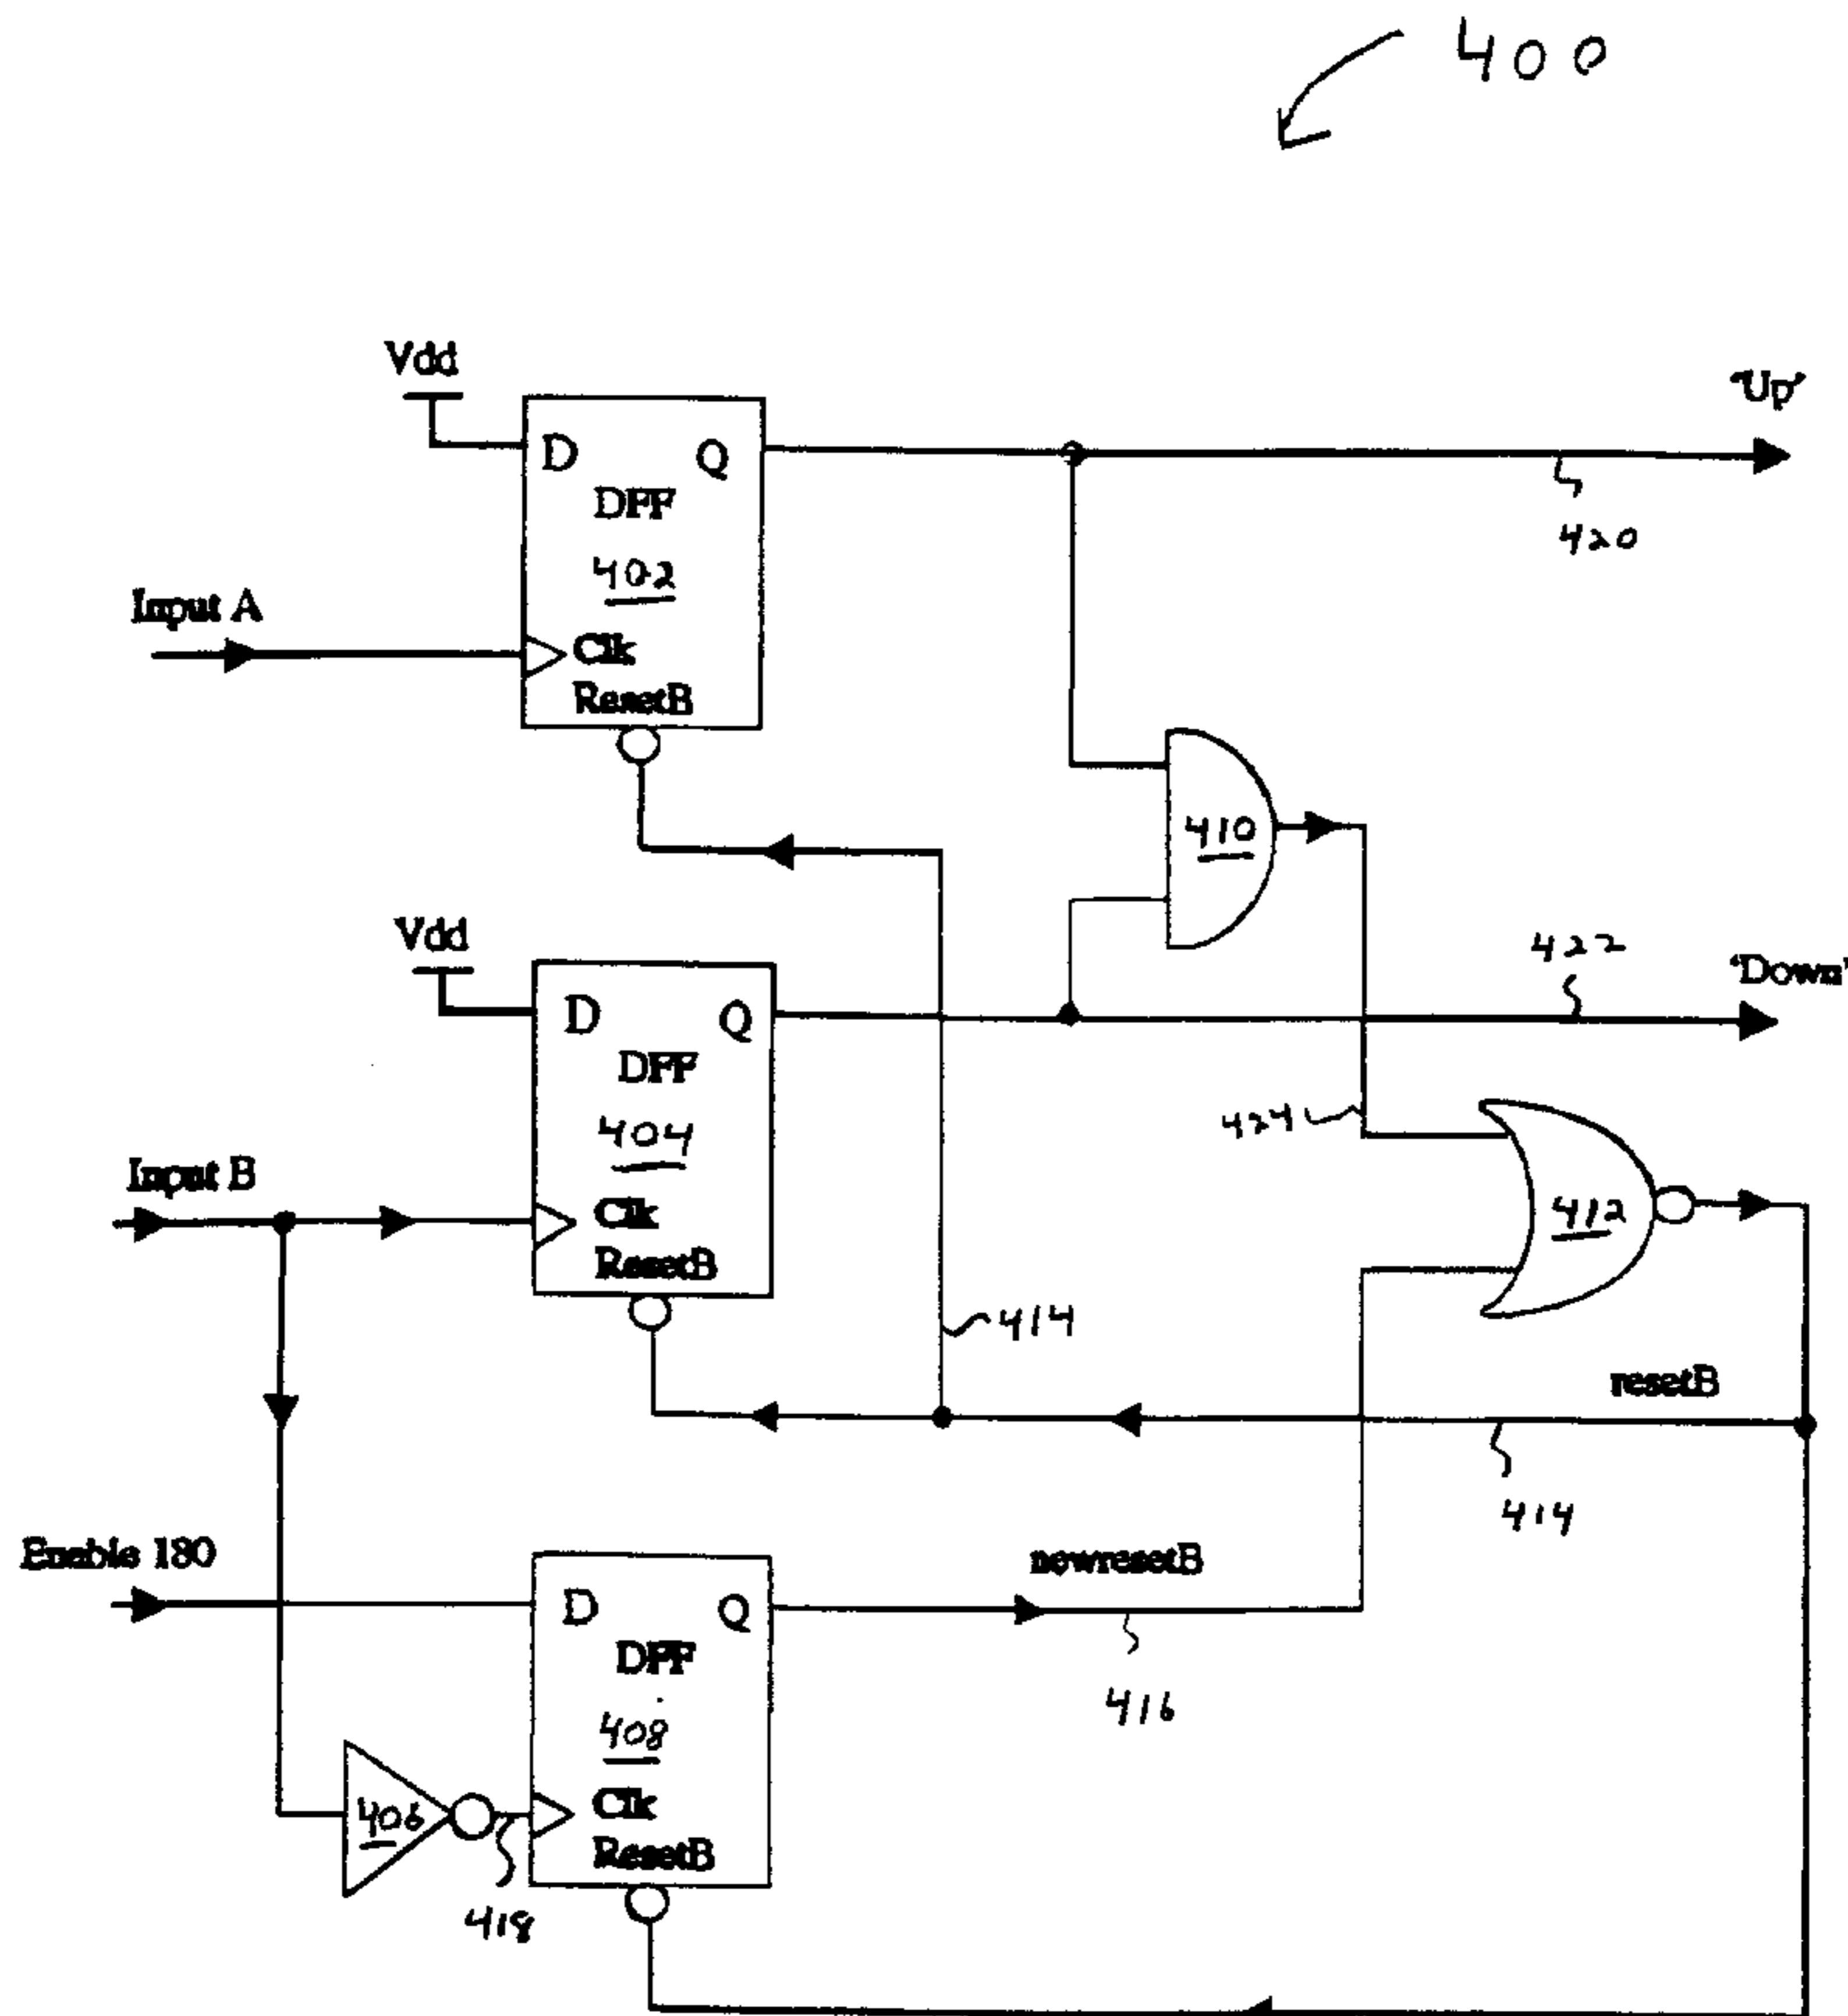 400
Vdd
'Up'
D
Q
DFF
402
420
Input A
Clk
ResetB
410
Vdd
422
'Down'
D
Q
DFF
404
424
Input B
412
Clk
ResetB
414
resetB
414
Enable 180
newresetB
D
Q
DFF
408
416
406
Clk
ResetB
418